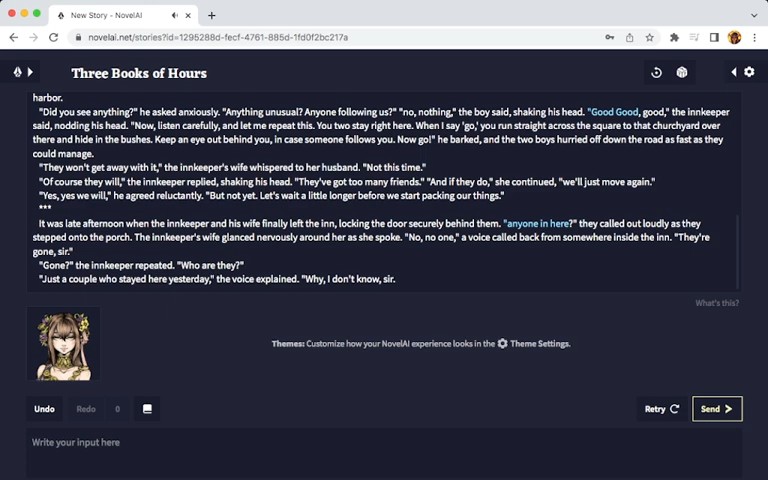 New Story - NovelAI
novelai.net/stories?id=1295288d-fecf-4761-885d-1fd0f2bc217a
Three Books of Hours
harbor.
"Did you see anything?" he asked anxiously. "Anything unusual? Anyone following us?" "no, nothing," the boy said, shaking his head. "Good Good, good," the innkeeper
said, nodding his head. "Now, listen carefully, and let me repeat this. You two stay right here. When I say 'go,' you run straight across the square to that churchyard over
there and hide in the bushes. Keep an eye out behind you, in case someone follows you. Now go!" he barked, and the two boys hurried off down the road as fast as they
could manage.
"They won't get away with it," the innkeeper's wife whispered to her husband. "Not this time."
"Of course they will," the innkeeper replied, shaking his head. "They've got too many friends." "And if they do," she continued, "we'll just move again."
"Yes, yes we will," he agreed reluctantly. "But not yet. Let's wait a little longer before we start packing our things."
***
It was late afternoon when the innkeeper and his wife finally left the inn, locking the door securely behind them. "anyone in here?" they called out loudly as they
stepped onto the porch. The innkeeper's wife glanced nervously around her as she spoke. "No, no one," a voice called back from somewhere inside the inn. "They're
gone, sir."
"Gone?" the innkeeper repeated. "Who are they?"
"Just a couple who stayed here yesterday," the voice explained. "Why, I don't know, sir.
What's this?
Themes: Customize how your NovelAI experience looks in the Theme Settings.
Undo Redo 0 Retry Send
Write your input here